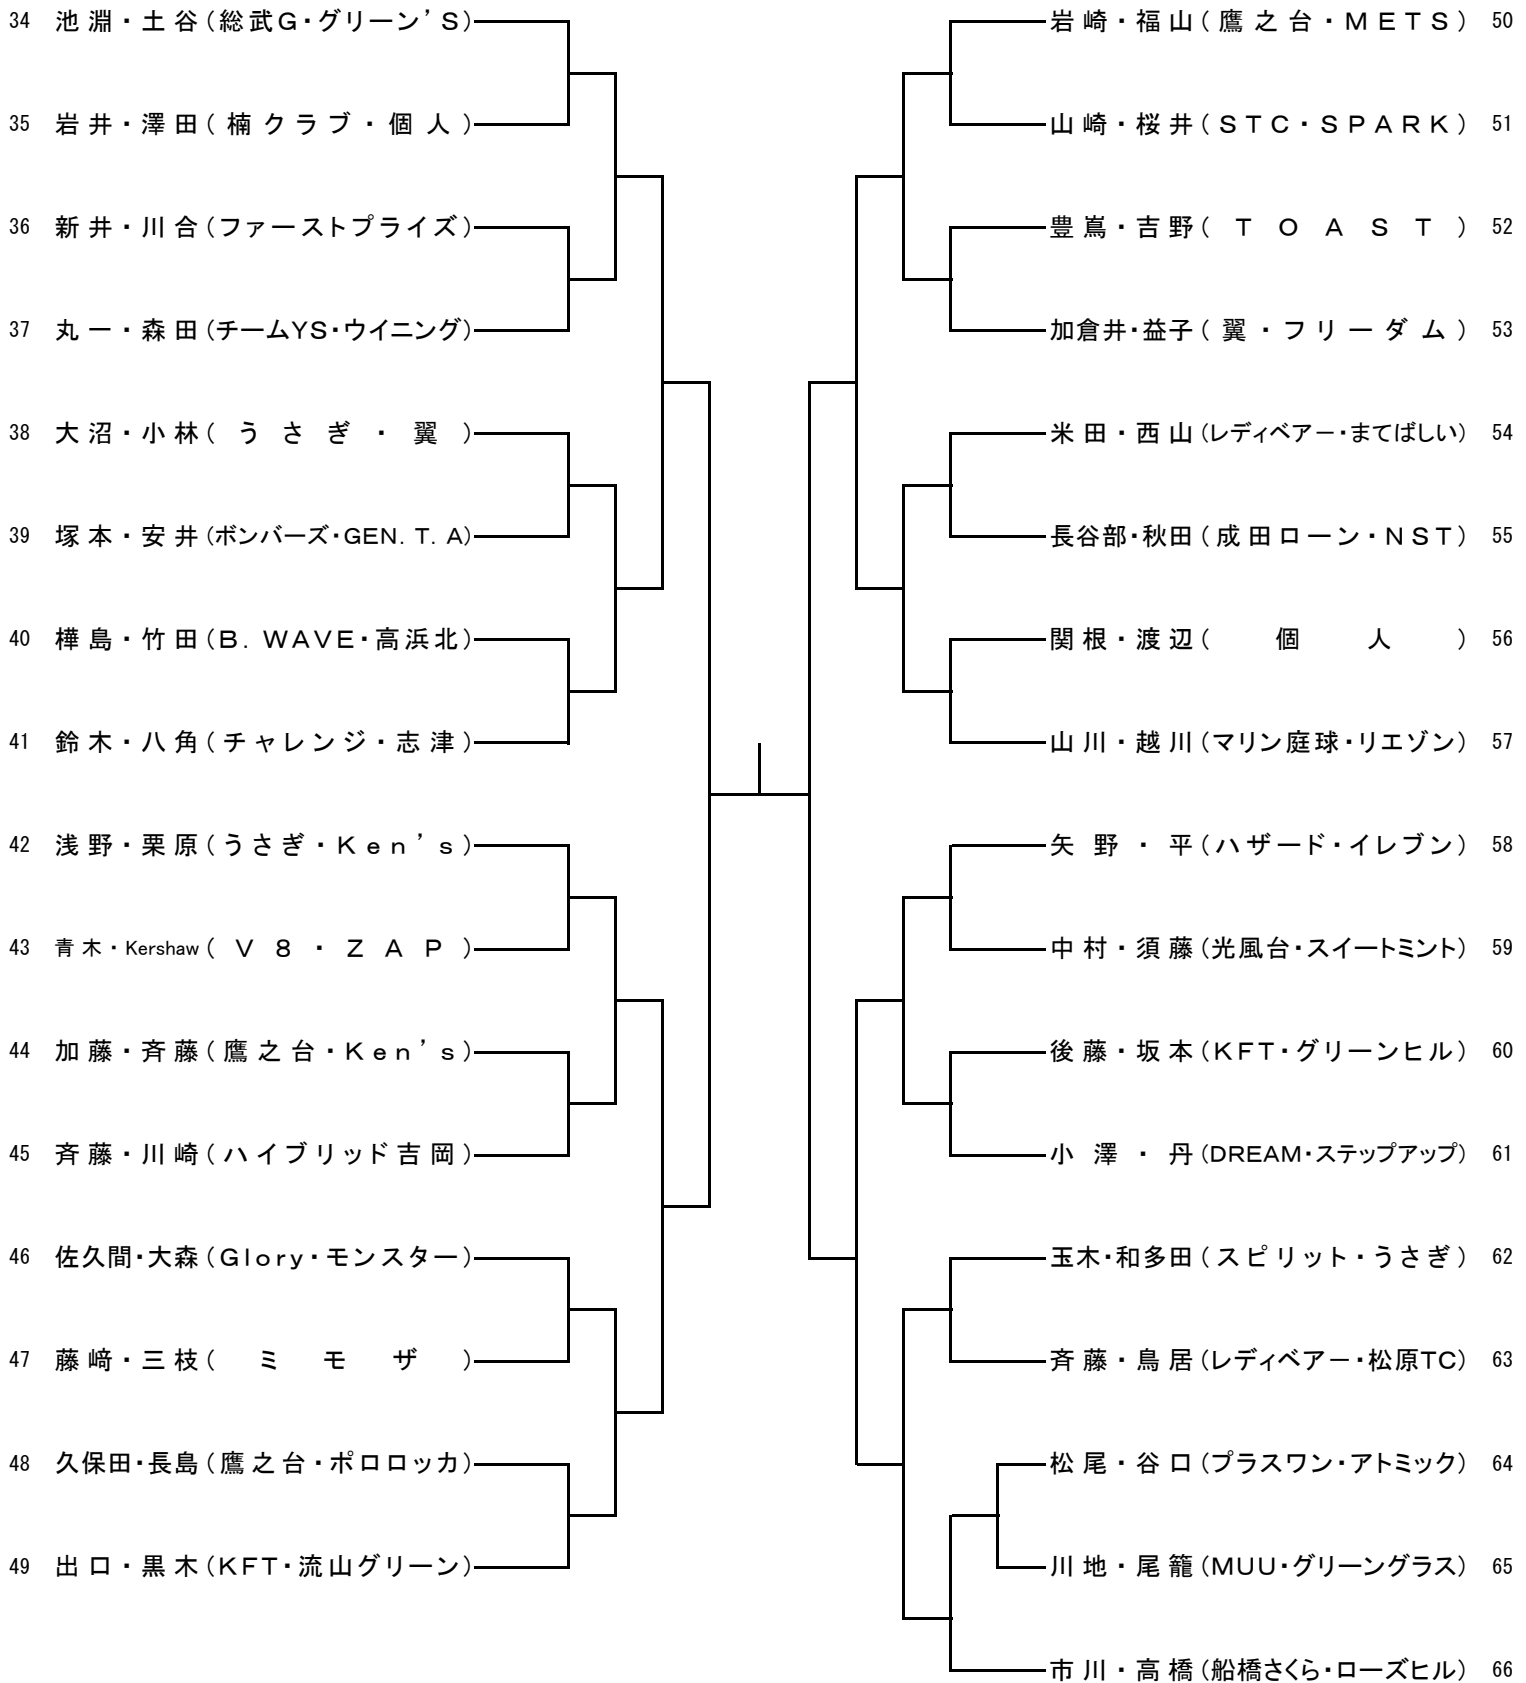 34 池淵・土谷(総武G・グリーン’S)
35 岩井・澤田(楠クラブ・個人)
36 新井・川合(ファーストプライズ)
37 丸一・森田(チームYS・ウイニング)
38 大沼・小林(うさぎ・翼)
39 塚本・安井(ボンバーズ・GEN.T.A)
40 樺島・竹田(B.WAVE・高浜北)
41 鈴木・八角(チャレンジ・志津)
42 浅野・栗原(うさぎ・Ken’s)
43 青木・Kershaw(V8・ZAP)
44 加藤・斉藤(鷹之台・Ken’s)
45 斉藤・川崎(ハイブリッド吉岡)
46 佐久間・大森(Glory・モンスター)
47 藤﨑・三枝(ミモザ)
48 久保田・長島(鷹之台・ポロロッカ)
49 出口・黒木(KFT・流山グリーン)
岩崎・福山(鷹之台・METS) 50
山崎・桜井(STC・SPARK) 51
豊嶌・吉野(TOAST) 52
加倉井・益子(翼・フリーダム) 53
米田・西山(レディベアー・まてばしい) 54
長谷部・秋田(成田ローン・NST) 55
関根・渡辺(個人) 56
山川・越川(マリン庭球・リエゾン) 57
矢野・平(ハザード・イレブン) 58
中村・須藤(光風台・スイートミント) 59
後藤・坂本(KFT・グリーンヒル) 60
小澤・丹(DREAM・ステップアップ) 61
玉木・和多田(スピリット・うさぎ) 62
斉藤・鳥居(レディベアー・松原TC) 63
松尾・谷口(プラスワン・アトミック) 64
川地・尾籠(MUU・グリーングラス) 65
市川・高橋(船橋さくら・ローズヒル) 66